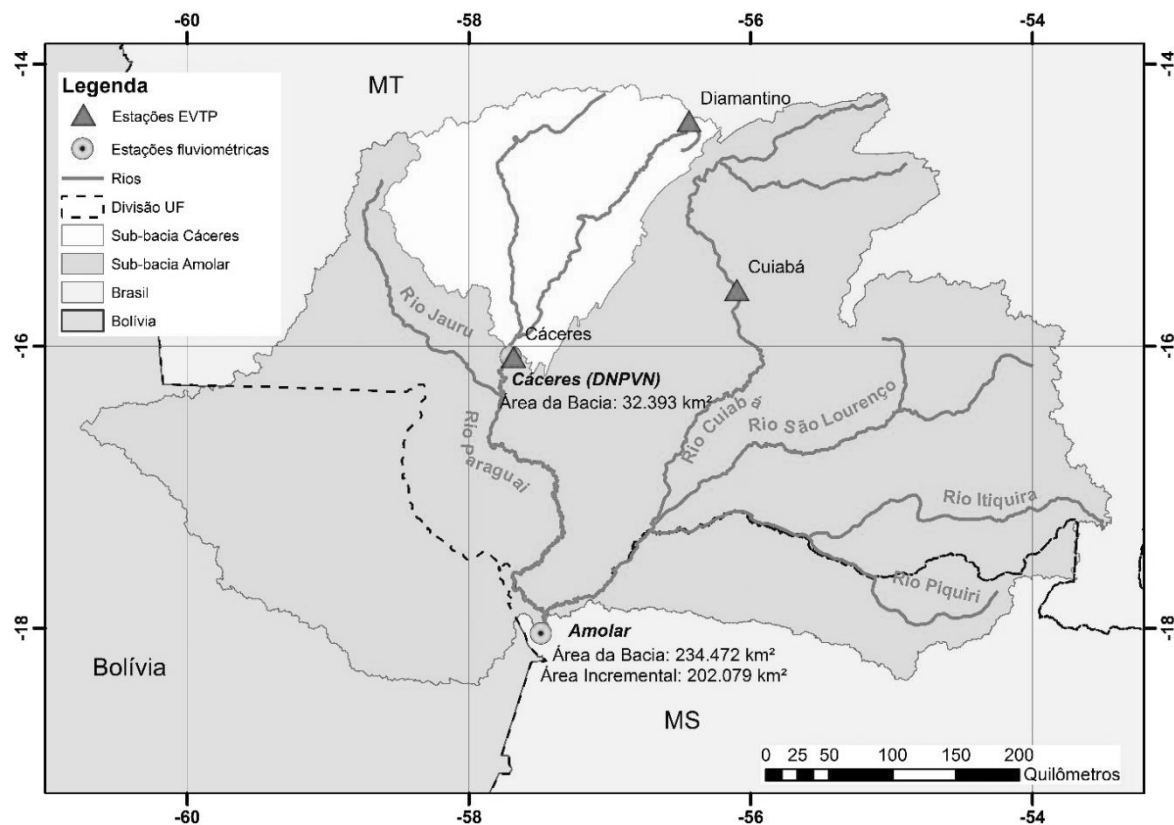 -60
-58
-56
-54
-14
-14
MT
Legenda
Estações EVTP
Estações fluviométricas
Rios
Divisão UF
Sub-bacia Cáceres
Sub-bacia Amolar
Brasil
Bolívia
Diamantino
Cuiabá
Rio Jauru
Cáceres
-16
-16
Cáceres (DNPVN)
Área da Bacia: 32.393 km²
Rio Paraguai
Rio Cuiabá
Rio São Lourenço
Rio Itiquira
Rio Piquiri
-18
-18
Amolar
Área da Bacia: 234.472 km²
Área Incremental: 202.079 km²
Bolívia
MS
0 25 50 100 150 200
Quilômetros
-60
-58
-56
-54